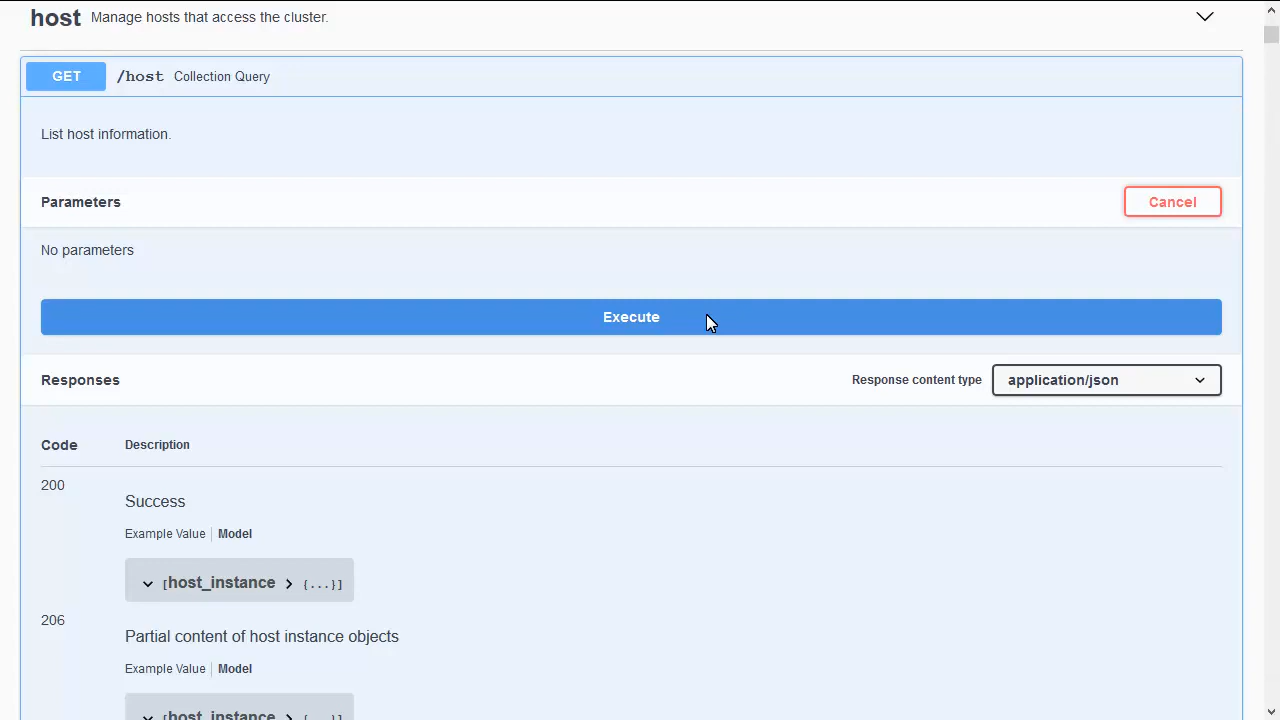 host Manage hosts that access the cluster.
GET /host Collection Query
List host information.
Parameters Cancel
No parameters
Execute
Responses Response content type application/json
Code Description
200
Success
Example Value | Model
[host_instance > {...}]
206
Partial content of host instance objects
Example Value | Model
[host_instance > {...}]